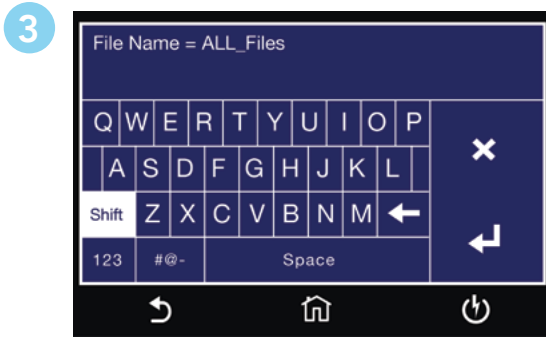 3
File Name = ALL_Files
Q W E R T Y U I O P
A S D F G H J K L
Shift Z X C V B N M
123 #@- Space